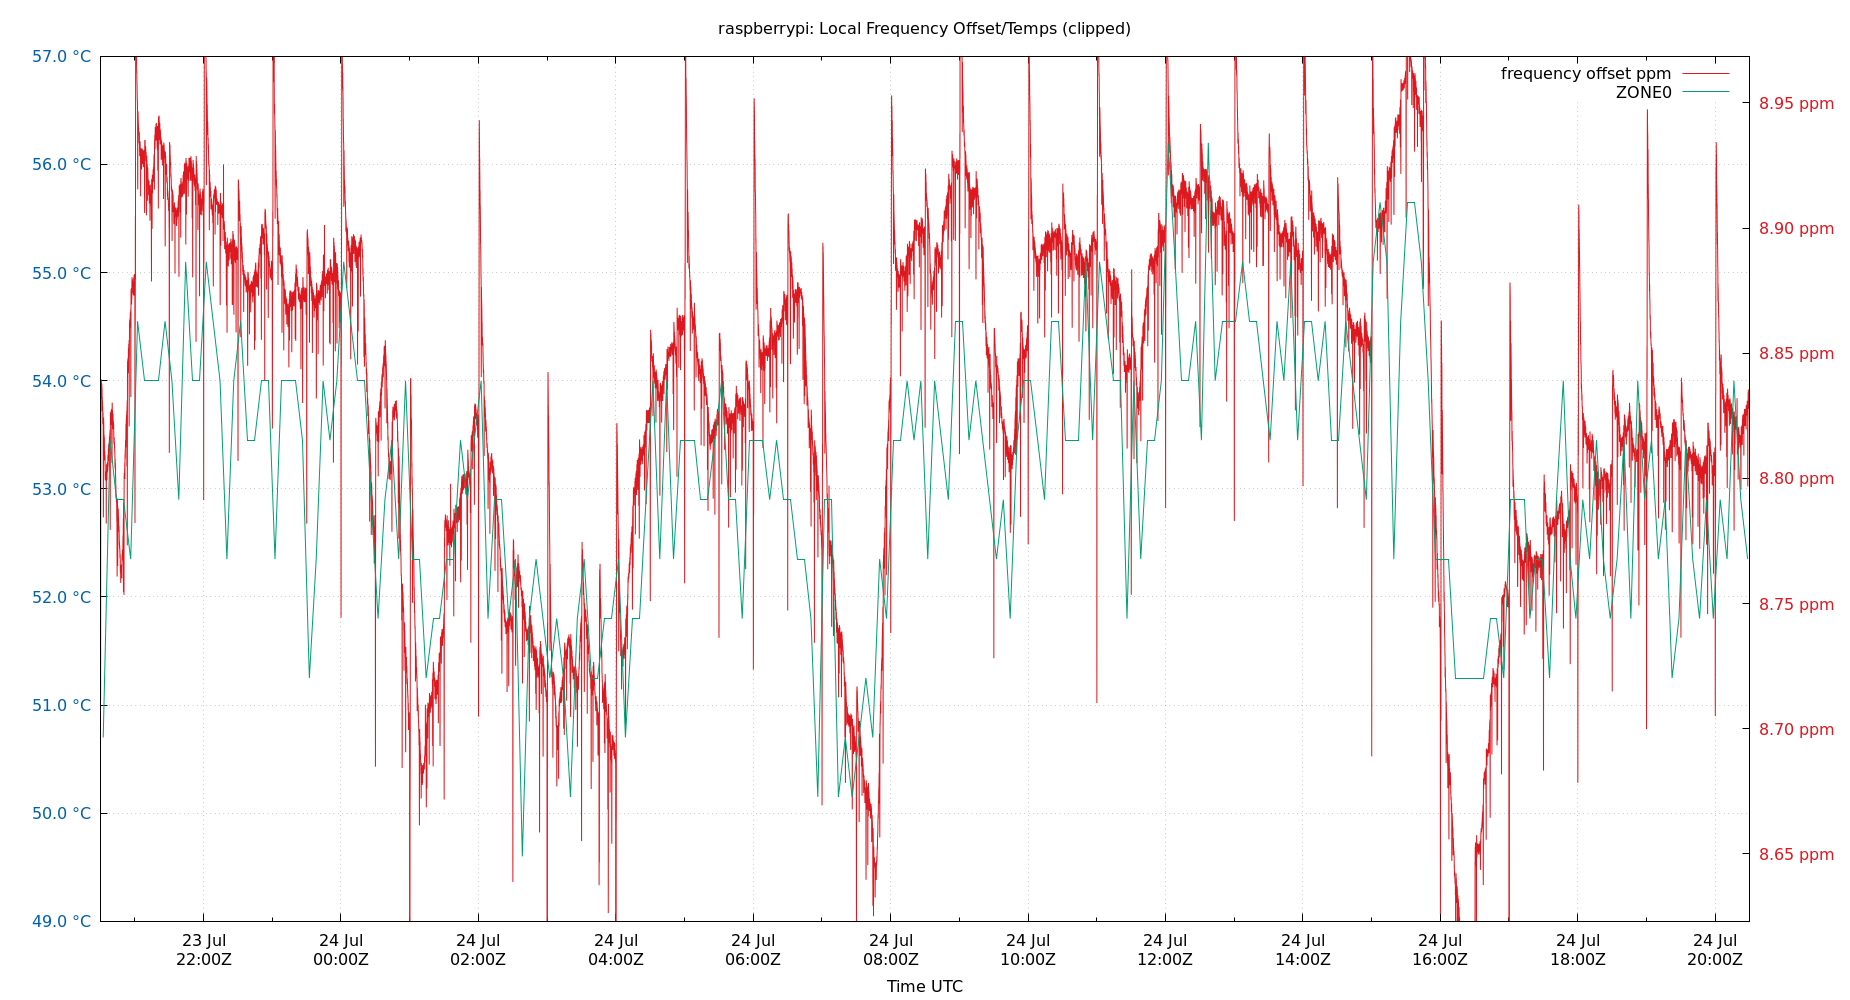 raspberrypi: Local Frequency Offset/Temps (clipped)
57.0 °C
56.0 °C
55.0 °C
54.0 °C
53.0 °C
52.0 °C
51.0 °C
50.0 °C
49.0 °C
frequency offset ppm
ZONE0
8.95 ppm
8.90 ppm
8.85 ppm
8.80 ppm
8.75 ppm
8.70 ppm
8.65 ppm
23 Jul
22:00Z
24 Jul
00:00Z
24 Jul
02:00Z
24 Jul
04:00Z
24 Jul
06:00Z
24 Jul
08:00Z
24 Jul
10:00Z
24 Jul
12:00Z
24 Jul
14:00Z
24 Jul
16:00Z
24 Jul
18:00Z
24 Jul
20:00Z
Time UTC